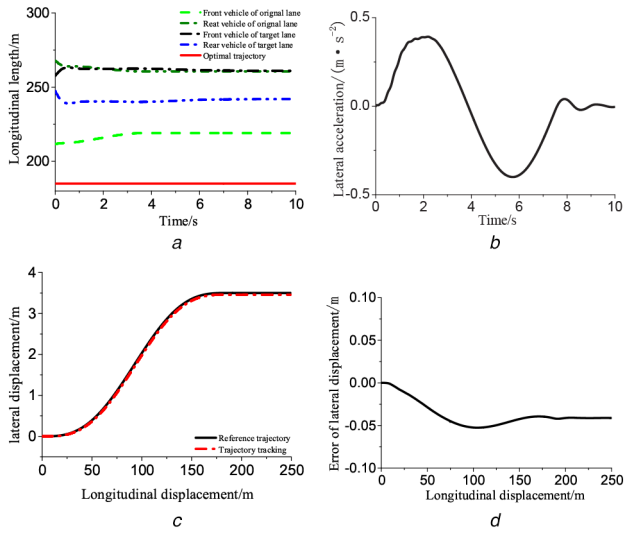 Front vehicle of orignal lane
Rear vehicle of orignal lane
Front vehicle of target lane
Rear vehicle of target lane
Optimal trajectory
Longitudinal length/m
300
250
200
0 2 4 6 8 10
Time/s
a
Lateral acceleration/(m•s⁻²)
0.5
0.0
-0.5
0 2 4 6 8 10
Time/s
b
lateral displacement/m
4
3
2
1
0
Reference trajectory
Trajectory tracking
0 50 100 150 200 250
Longitudinal displacement/m
c
Error of lateral displacement/m
0.10
0.05
0.00
-0.05
-0.10
0 50 100 150 200 250
Longitudinal displacement/m
d